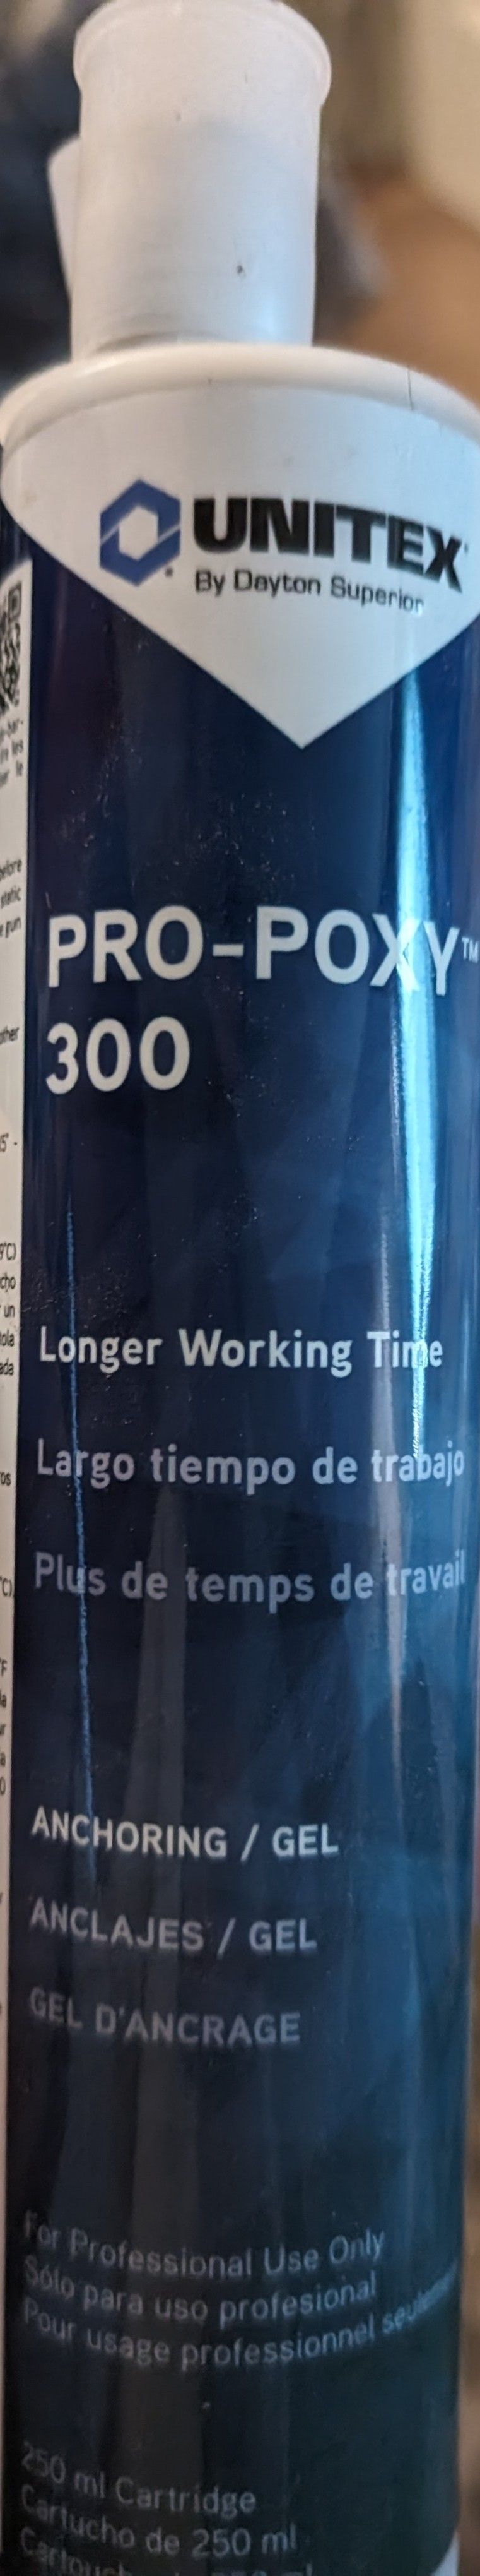 UNITEX
By Dayton Superior
PRO-POXY™
300
Longer Working Time
Largo tiempo de trabajo
Plus de temps de travail
ANCHORING / GEL
ANCLAJES / GEL
GEL D'ANCRAGE
For Professional Use Only
Sólo para uso profesional
Pour usage professionnel seulement
250 ml Cartridge
Cartucho de 250 ml